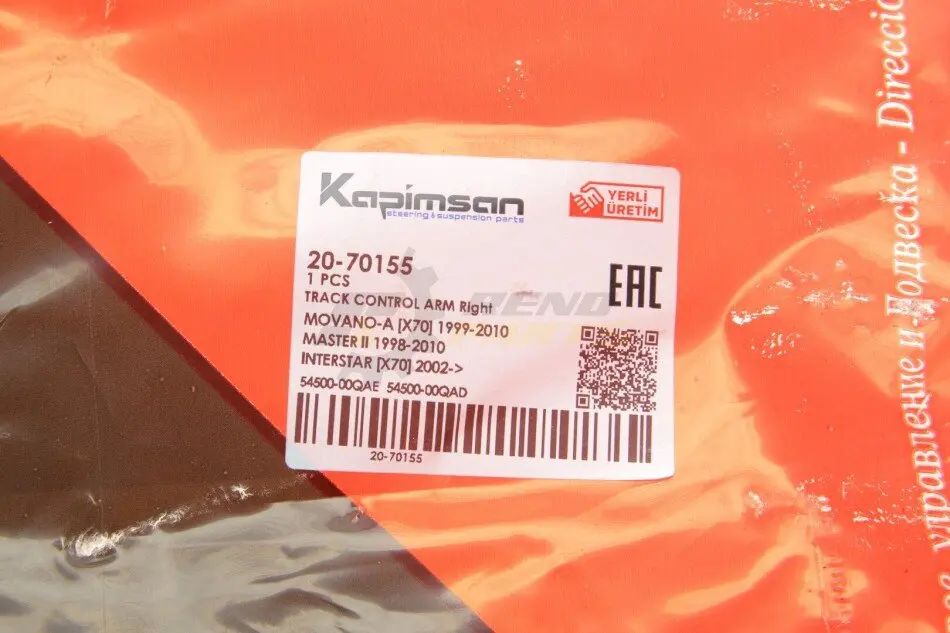 Kapimsan
steering & suspension parts
YERLİ
ÜRETİM
20-70155
1 PCS
TRACK CONTROL ARM Right
MOVANO-A [X70] 1999-2010
MASTER II 1998-2010
INTERSTAR [X70] 2002->
54500-00QAE 54500-00QAD
20-70155
EAC
управление и Подвеска - Direcció